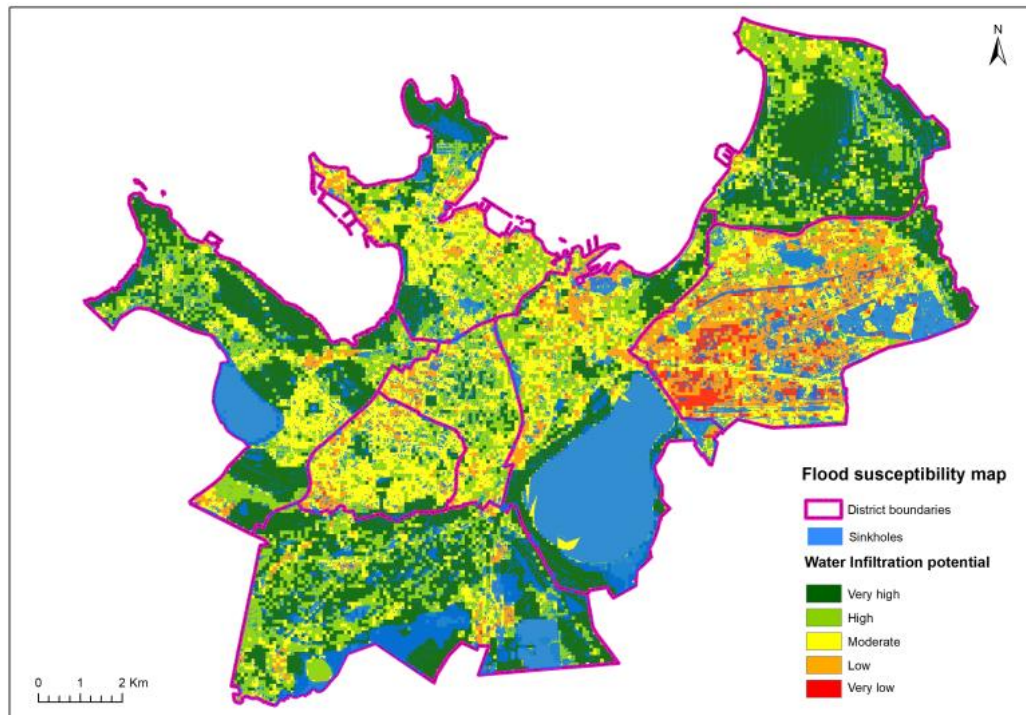 N
Flood susceptibility map
District boundaries
Sinkholes
Water Infiltration potential
Very high
High
Moderate
Low
Very low
0 1 2 Km